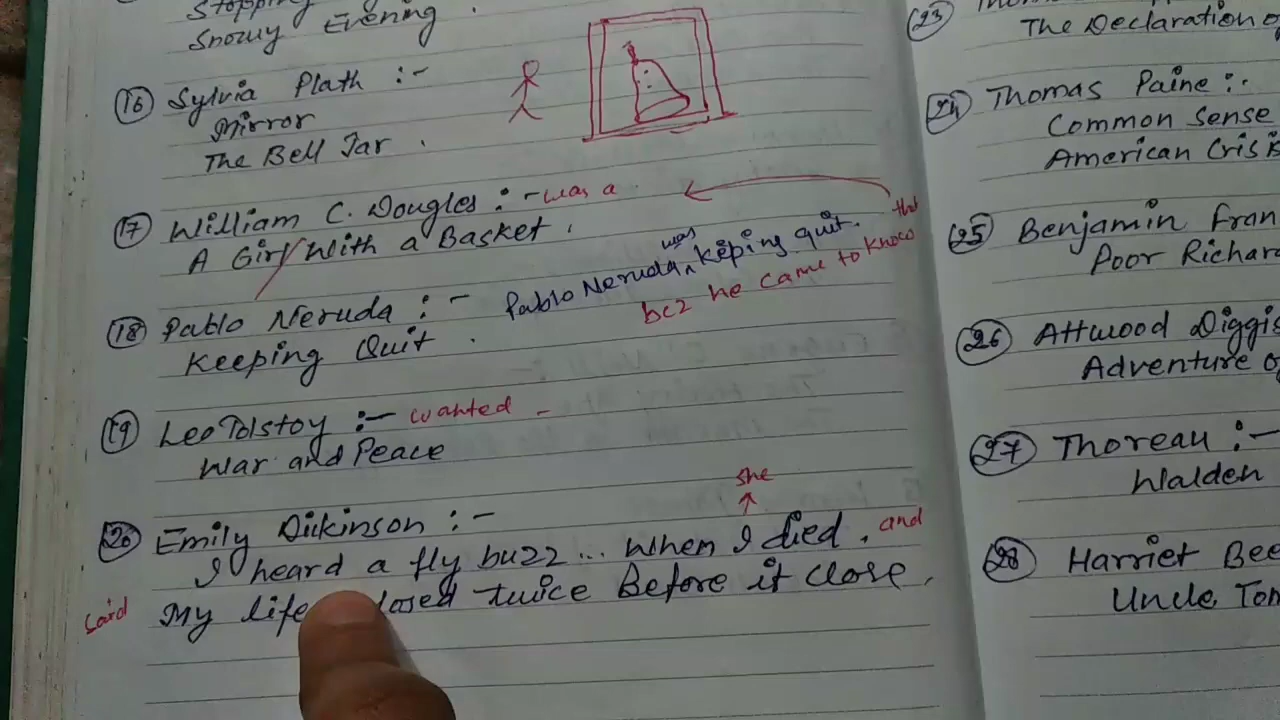 Stopping
Snowy Evening.
(16) Sylvia Plath :-
Mirror
The Bell Jar.
(17) William C. Dougles :- was a
A Girl With a Basket.
(18) Pablo Neruda :- Pablo Neruda was keping quit.
bcz he came to know that
Keeping Quit.
(19) Leo Tolstoy :- wanted -
War and Peace
she
(20) Emily Dickinson :-
I heard a fly buzz... When I died. and
said My life closed twice Before it close.
(23)
The Declaration
(24) Thomas Paine :-
Common Sense
American Crisis
(25) Benjamin Fran
Poor Richar
(26) Attwood Diggis
Adventure of
(27) Thoreau :-
Walden
(28) Harriet Bee
Uncle Tom